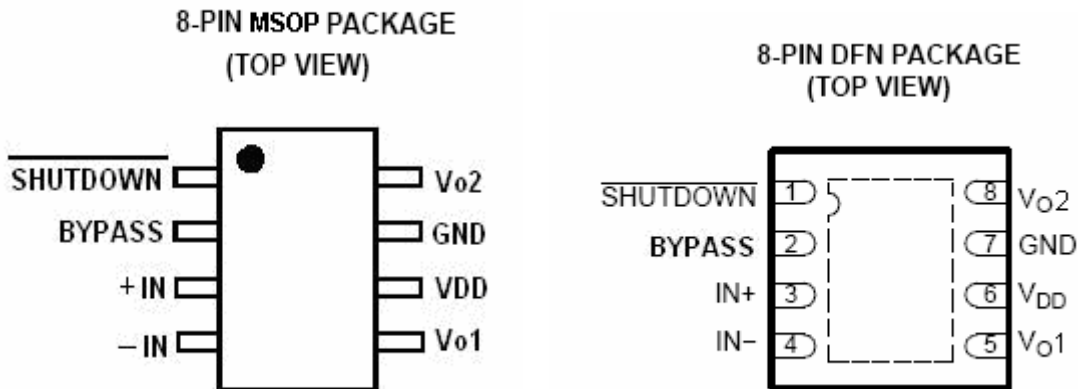 8-PIN MSOP PACKAGE
(TOP VIEW)
SHUTDOWN
BYPASS
+IN
−IN
Vo2
GND
VDD
Vo1
8-PIN DFN PACKAGE
(TOP VIEW)
SHUTDOWN 1
BYPASS 2
IN+ 3
IN− 4
8 VO2
7 GND
6 VDD
5 VO1